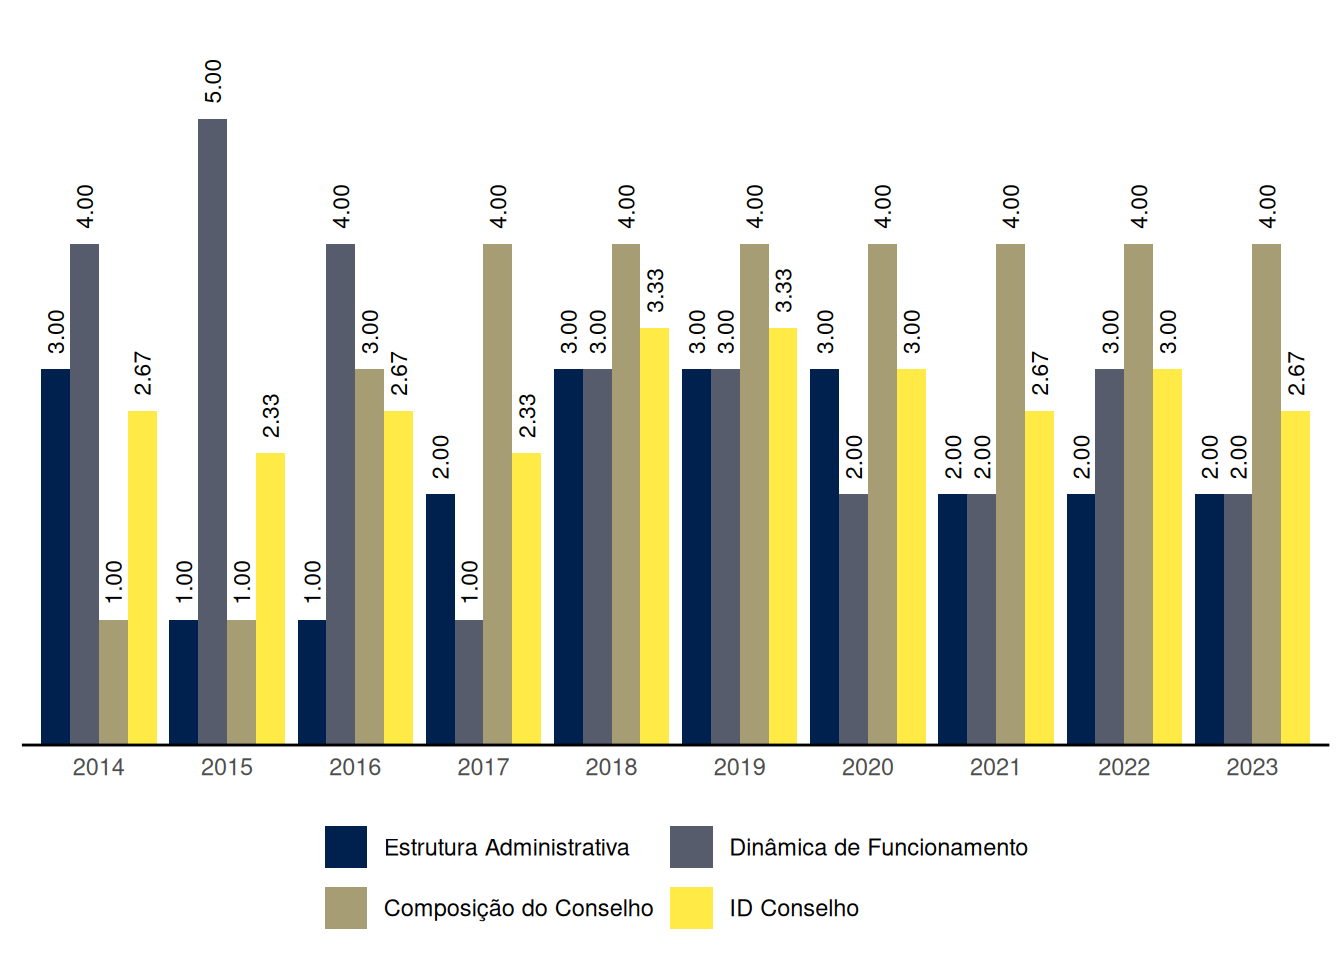 3.00 4.00 1.00 2.67 1.00 5.00 1.00 2.33 1.00 4.00 3.00 2.67 2.00 1.00 4.00 2.33 3.00 3.00 4.00 3.33 3.00 3.00 4.00 3.33 3.00 2.00 4.00 3.00 2.00 2.00 4.00 2.67 2.00 3.00 4.00 3.00 2.00 2.00 4.00 2.67
2014 2015 2016 2017 2018 2019 2020 2021 2022 2023
Estrutura Administrativa Dinâmica de Funcionamento
Composição do Conselho ID Conselho